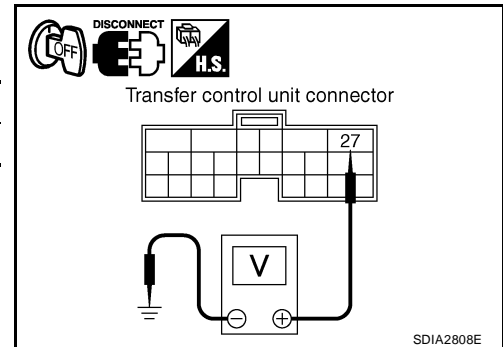 DISCONNECT
OFF
H.S.
Transfer control unit connector
27
V
− +
SDIA2808E